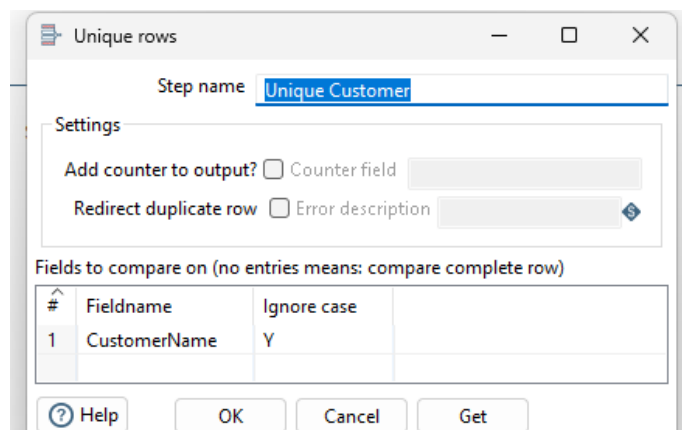 Unique rows
Step name Unique Customer
Settings
Add counter to output? Counter field
Redirect duplicate row Error description S
Fields to compare on (no entries means: compare complete row)
# Fieldname Ignore case
1 CustomerName Y
? Help OK Cancel Get